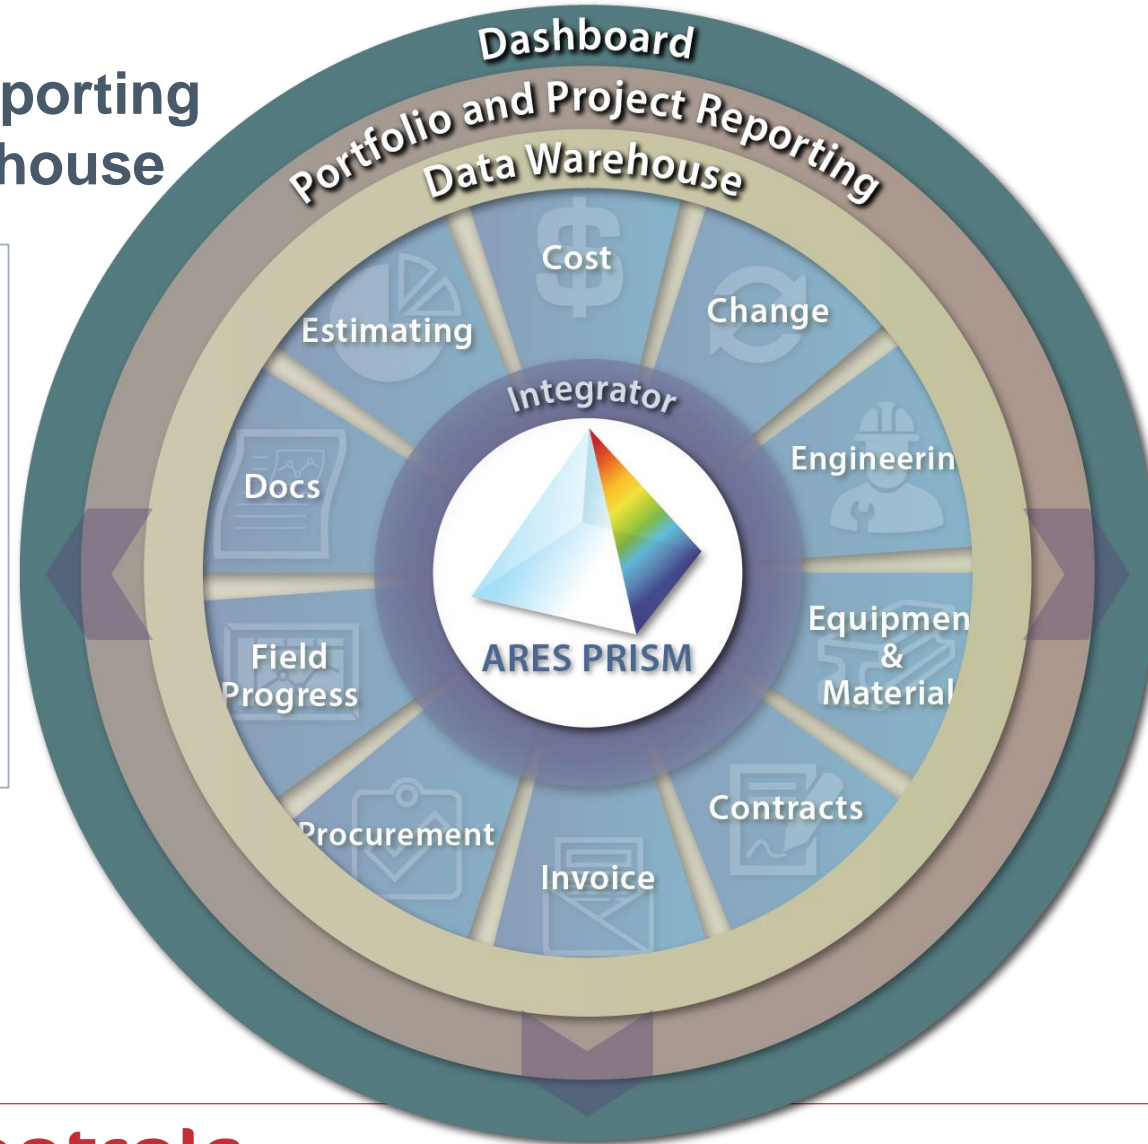 porting
house
Dashboard
Portfolio and Project Reporting
Data Warehouse
Cost
Change
Estimating
Integrator
Engineerin
Docs
Equipmen
&
Material
ARES PRISM
Field
Progress
Contracts
Procurement
Invoice